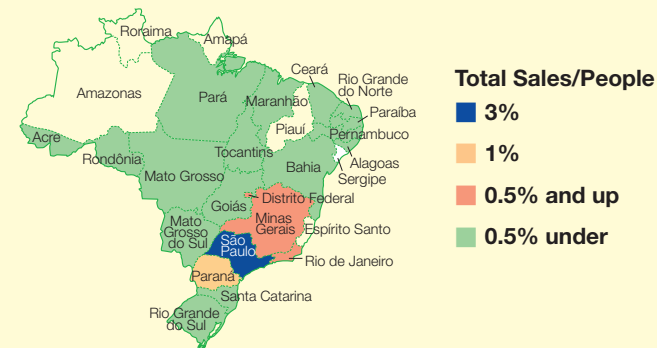 Roraima
Amapá
Ceará
Rio Grande
do Norte
Amazonas
Pará
Maranhão
Paraíba
Piauí
Pernambuco
Acre
Rondônia
Tocantins
Alagoas
Bahia
Sergipe
Mato Grosso
Goiás
Distrito Federal
Mato
Grosso
do Sul
Minas
Gerais
Espírito Santo
São
Paulo
Rio de Janeiro
Paraná
Santa Catarina
Rio Grande
do Sul
Total Sales/People
3%
1%
0.5% and up
0.5% under